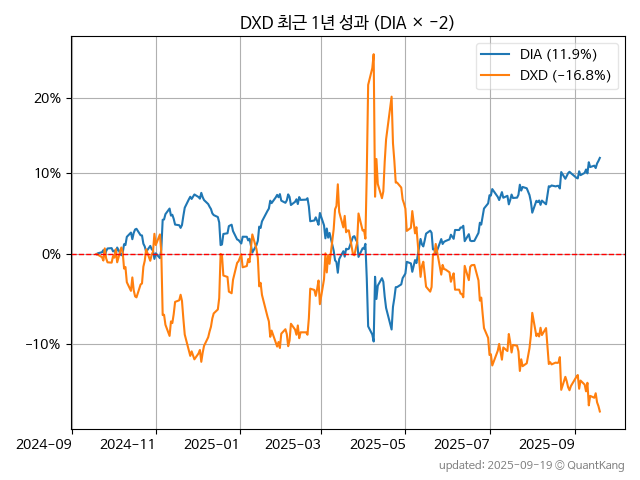 DXD 최근 1년 성과 (DIA × −2)
DIA (11.9%)
DXD (−16.8%)
20%
10%
0%
−10%
2024-09
2024-11
2025-01
2025-03
2025-05
2025-07
2025-09
updated: 2025-09-19 © QuantKang